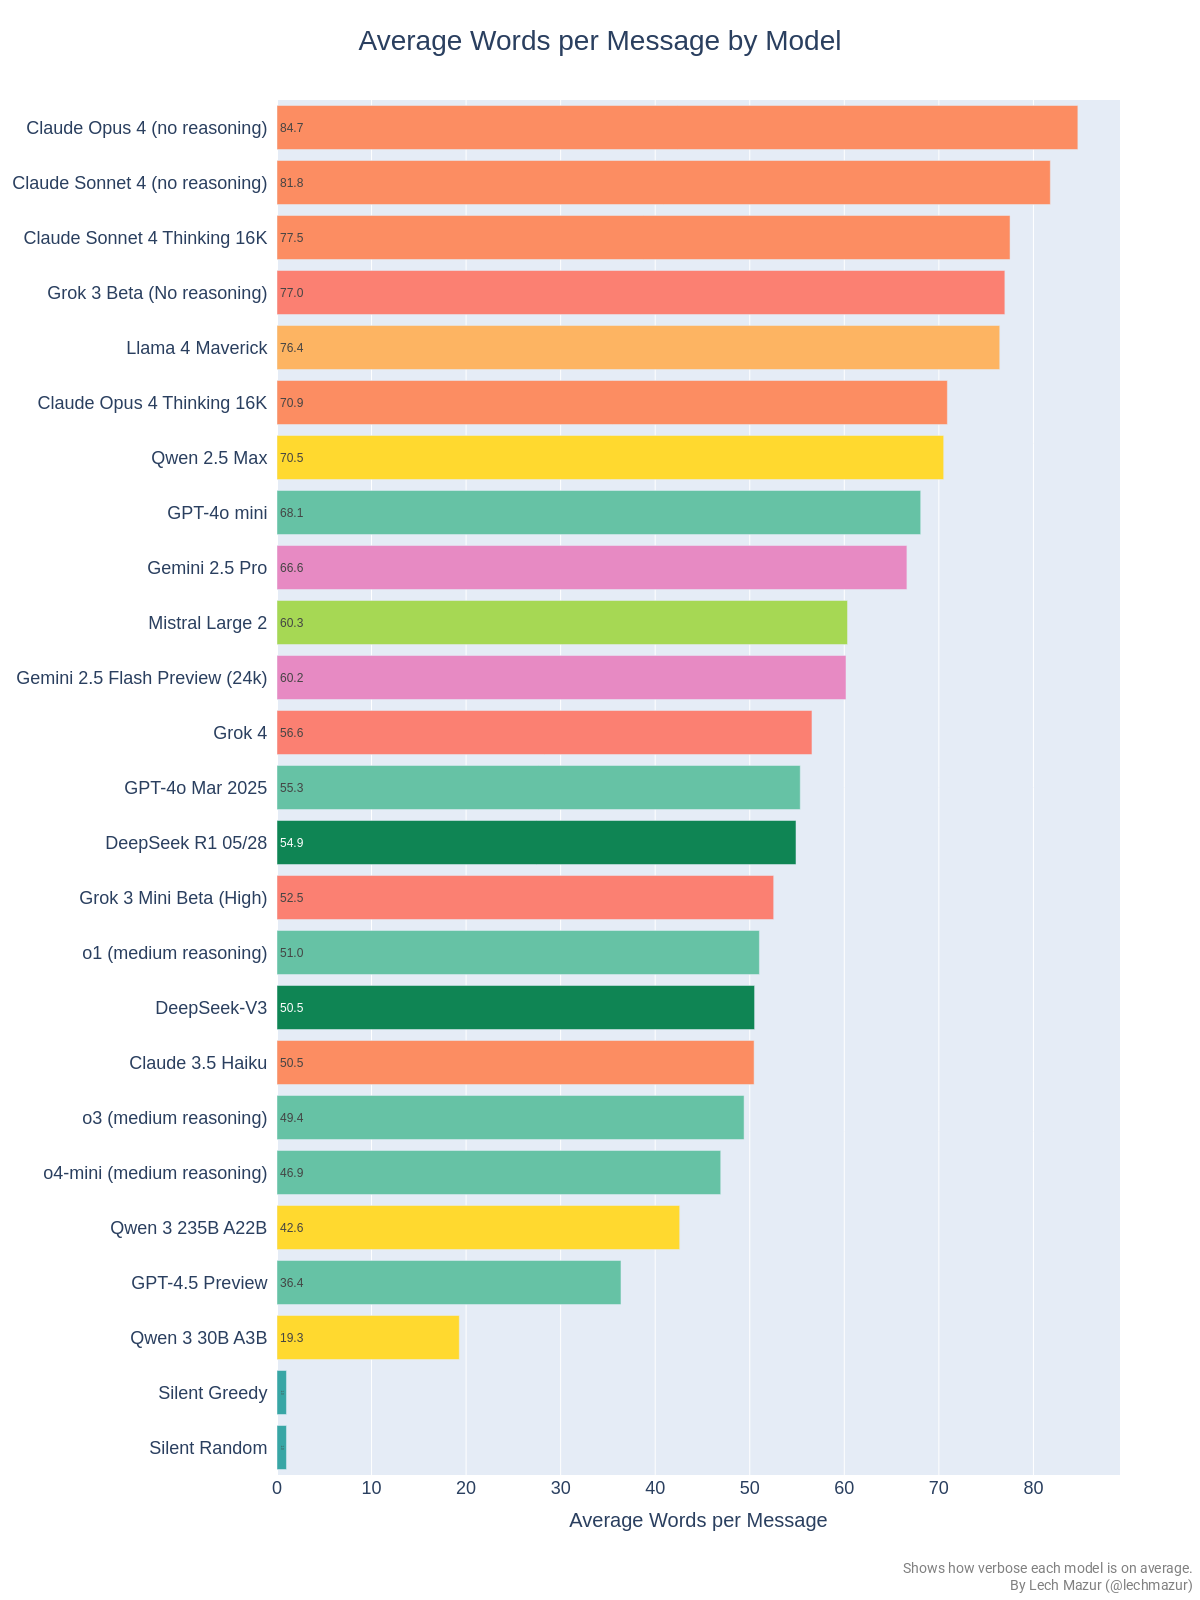 Average Words per Message by Model
Claude Opus 4 (no reasoning) 84.7
Claude Sonnet 4 (no reasoning) 81.8
Claude Sonnet 4 Thinking 16K 77.5
Grok 3 Beta (No reasoning) 77.0
Llama 4 Maverick 76.4
Claude Opus 4 Thinking 16K 70.9
Qwen 2.5 Max 70.5
GPT-4o mini 68.1
Gemini 2.5 Pro 66.6
Mistral Large 2 60.3
Gemini 2.5 Flash Preview (24k) 60.2
Grok 4 56.6
GPT-4o Mar 2025 55.3
DeepSeek R1 05/28 54.9
Grok 3 Mini Beta (High) 52.5
o1 (medium reasoning) 51.0
DeepSeek-V3 50.5
Claude 3.5 Haiku 50.5
o3 (medium reasoning) 49.4
o4-mini (medium reasoning) 46.9
Qwen 3 235B A22B 42.6
GPT-4.5 Preview 36.4
Qwen 3 30B A3B 19.3
Silent Greedy
Silent Random
0 10 20 30 40 50 60 70 80
Average Words per Message
Shows how verbose each model is on average.
By Lech Mazur (@lechmazur)